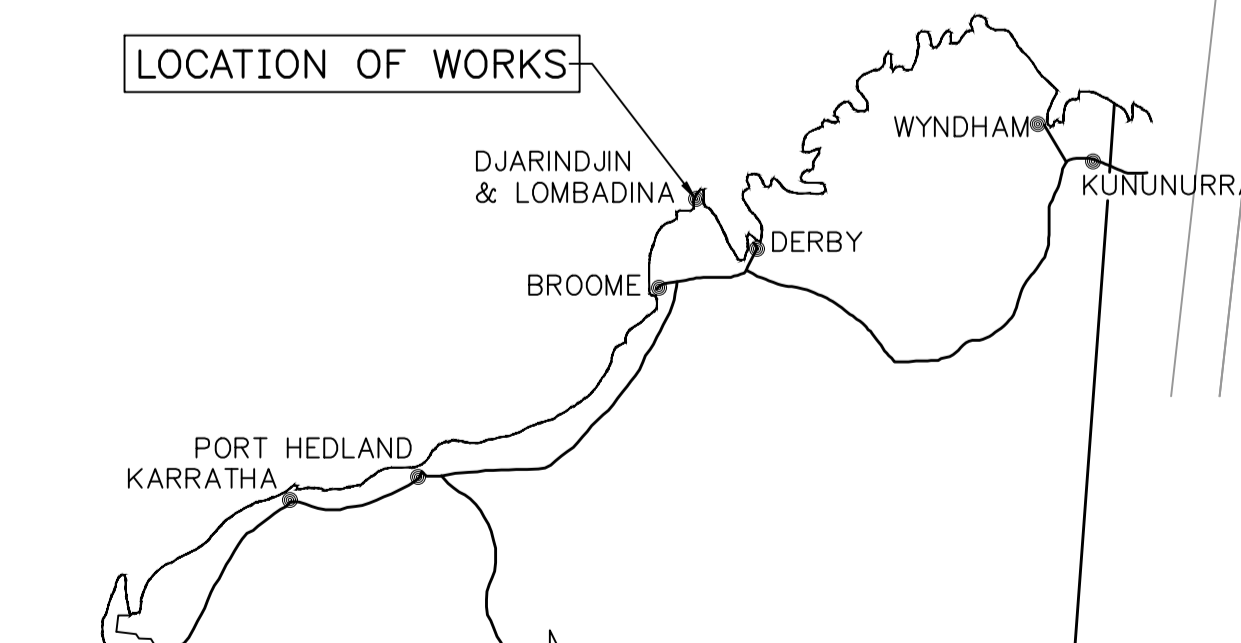 LOCATION OF WORKS
WYNDHAM
DJARINDJIN
& LOMBADINA
KUNUNURRA
DERBY
BROOME
PORT HEDLAND
KARRATHA